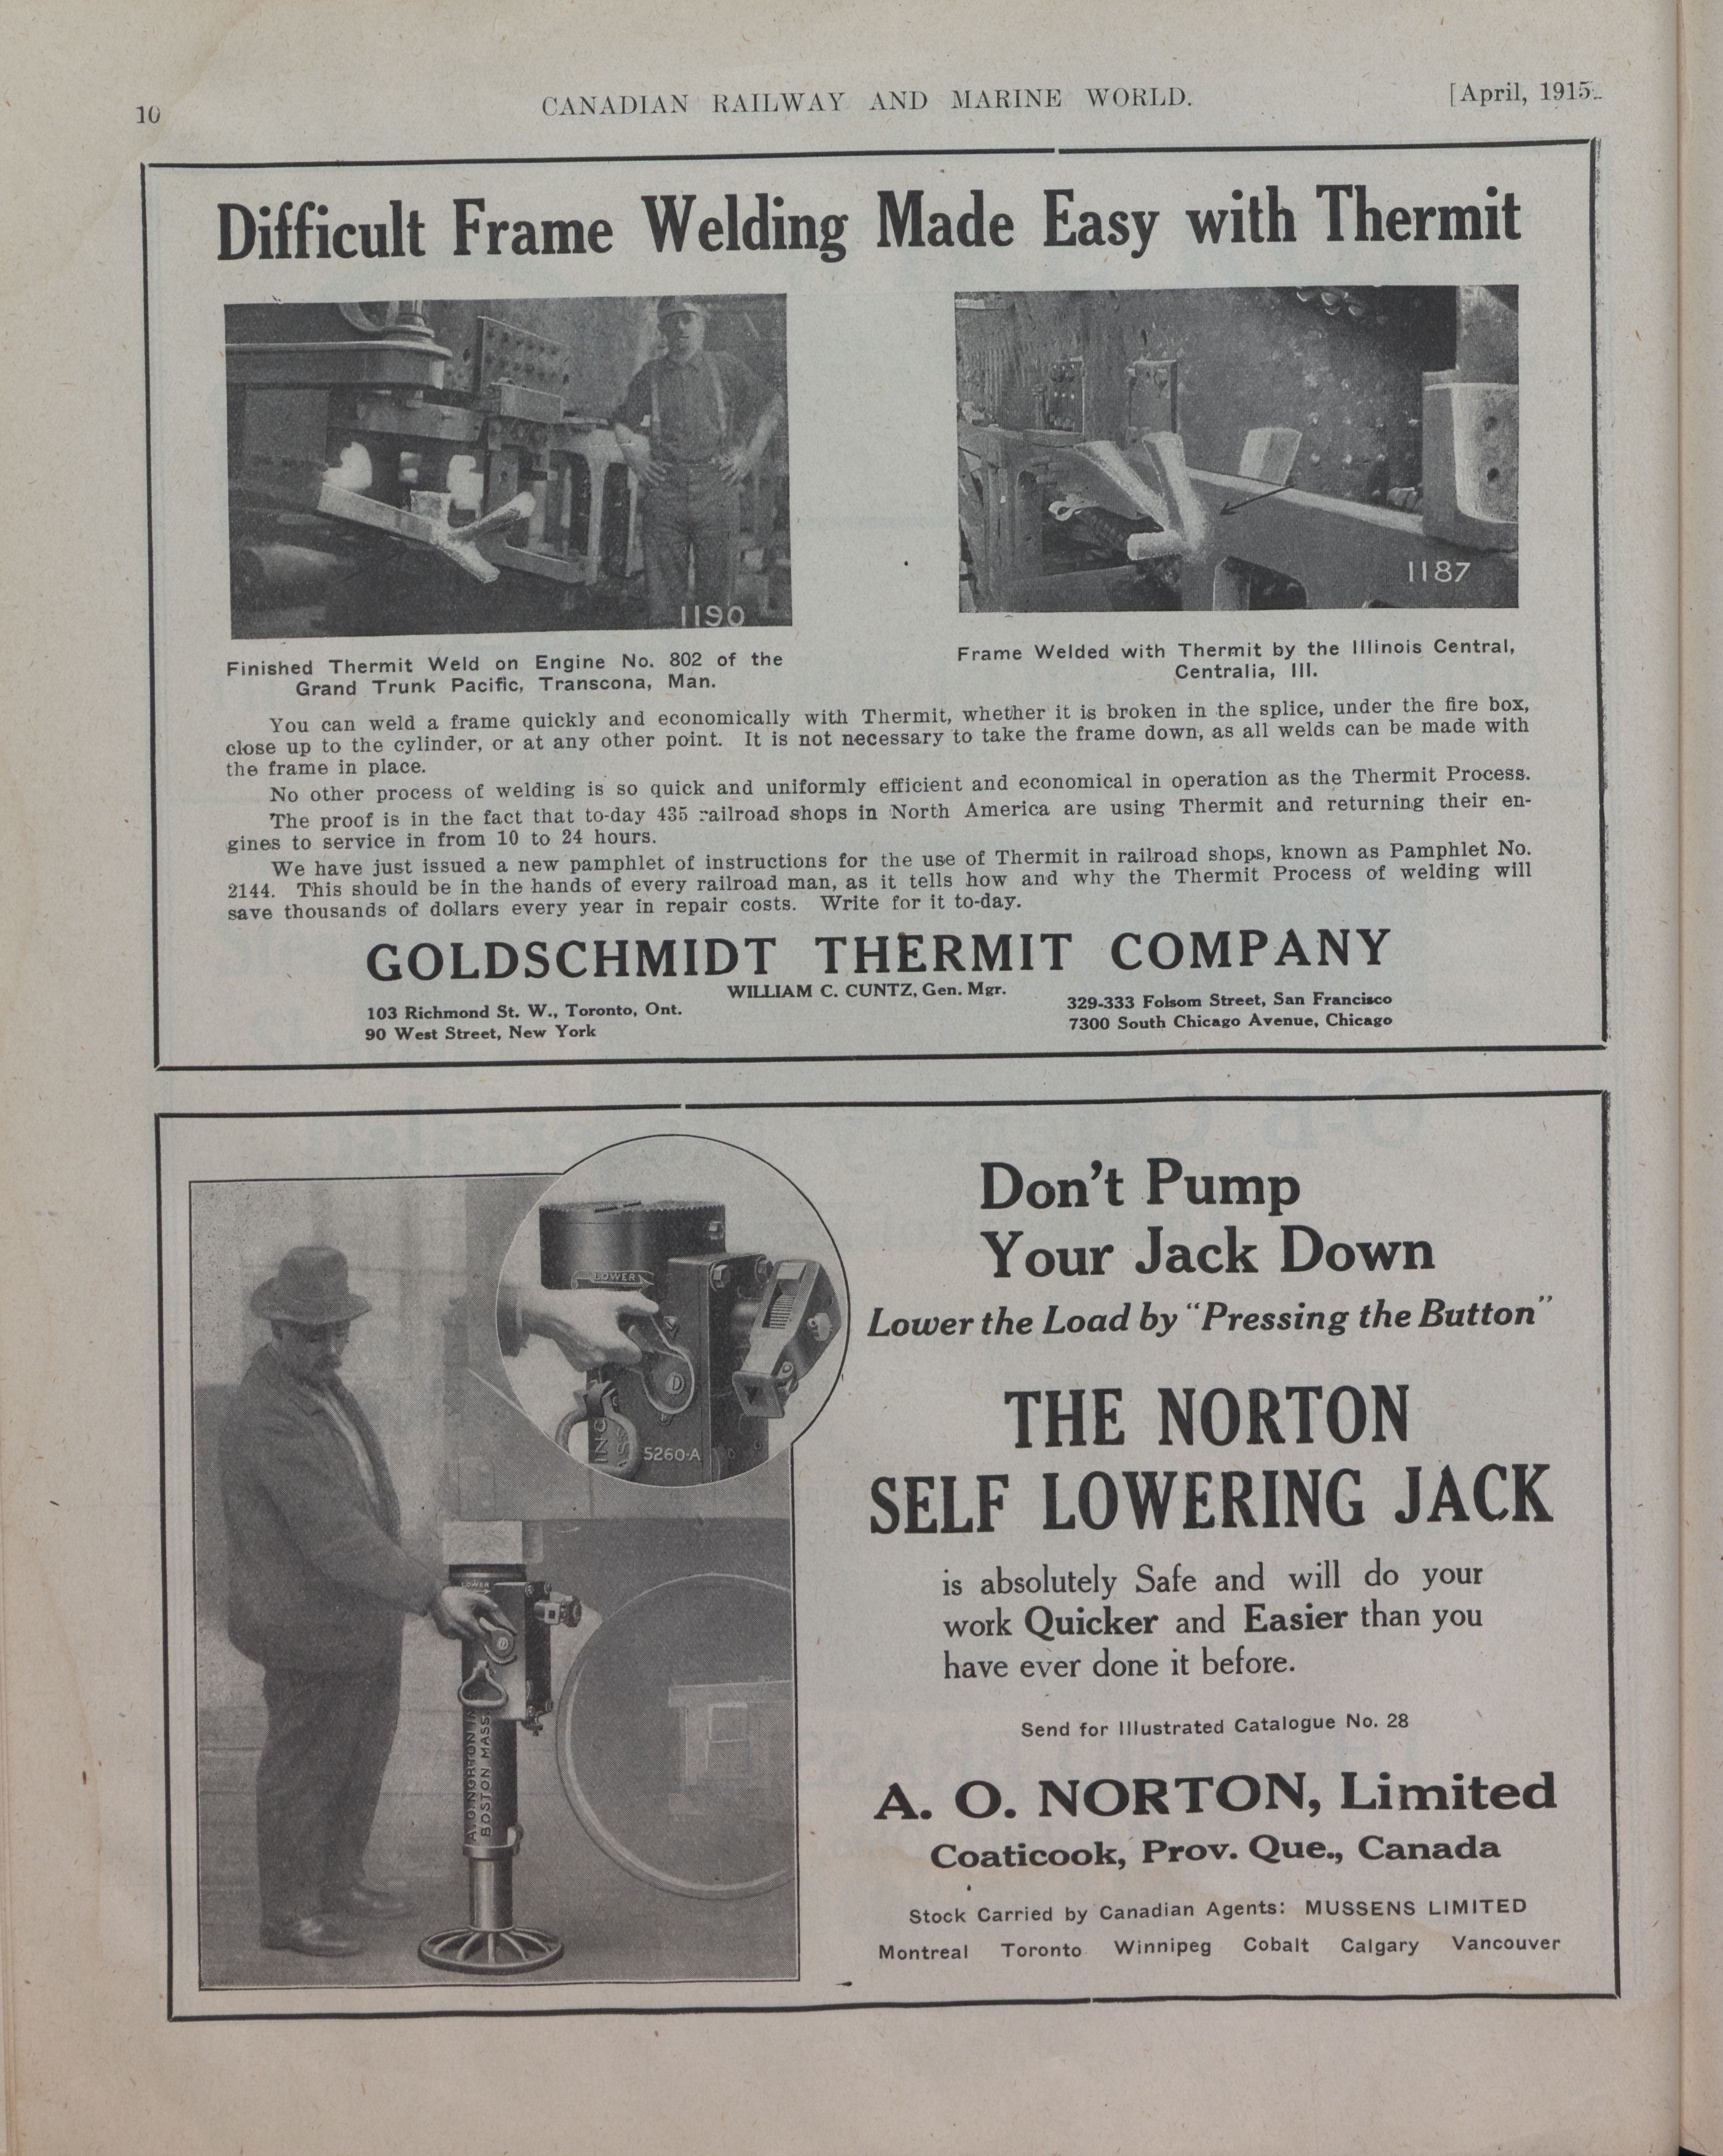 10
CANADIAN RAILWAY AND MARINE WORLD.
[April, 1915.
Difficult Frame Welding Made Easy with Thermit
1190
1187
Finished Thermit Weld on Engine No. 802 of the
Grand Trunk Pacific, Transcona, Man.
Frame Welded with Thermit by the Illinois Central,
Centralia, Ill.
You can weld a frame quickly and economically with Thermit, whether it is broken in the splice, under the fire box,
close up to the cylinder, or at any other point. It is not necessary to take the frame down, as all welds can be made with
the frame in place.
No other process of welding is so quick and uniformly efficient and economical in operation as the Thermit Process.
The proof is in the fact that to-day 435 railroad shops in North America are using Thermit and returning their en-
gines to service in from 10 to 24 hours.
We have just issued a new pamphlet of instructions for the use of Thermit in railroad shops, known as Pamphlet No.
2144. This should be in the hands of every railroad man, as it tells how and why the Thermit Process of welding will
save thousands of dollars every year in repair costs. Write for it to-day.
GOLDSCHMIDT THERMIT COMPANY
WILLIAM C. CUNTZ, Gen. Mgr.
103 Richmond St. W., Toronto, Ont.
90 West Street, New York
329-333 Folsom Street, San Francisco
7300 South Chicago Avenue, Chicago
LOWER
D
INC
5260-A
LOWER
D
A.O.NORTON
BOSTON MASS.
Don't Pump
Your Jack Down
Lower the Load by "Pressing the Button"
THE NORTON
SELF LOWERING JACK
is absolutely Safe and will do your
work Quicker and Easier than you
have ever done it before.
Send for Illustrated Catalogue No. 28
A. O. NORTON, Limited
Coaticook, Prov. Que., Canada
Stock Carried by Canadian Agents: MUSSENS LIMITED
Montreal Toronto Winnipeg Cobalt Calgary Vancouver